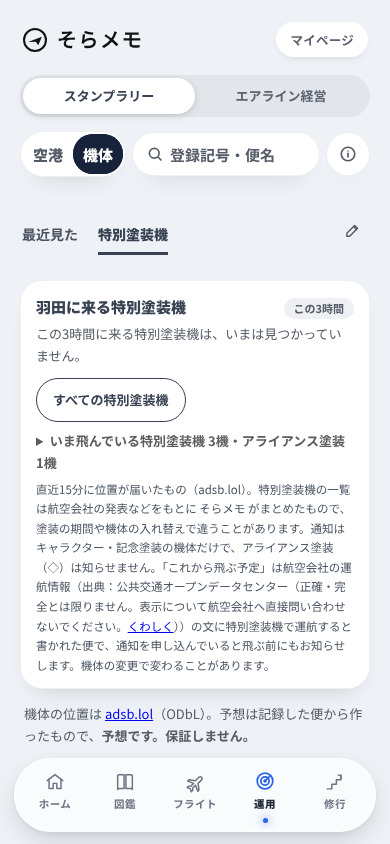 そらメモ
マイページ
スタンプラリー
エアライン経営
空港
機体
登録記号・便名
最近見た
特別塗装機
羽田に来る特別塗装機
この3時間
この3時間に来る特別塗装機は、いまは見つかってい
ません。
すべての特別塗装機
▶ いま飛んでいる特別塗装機 3機・アライアンス塗装
1機
直近15分に位置が届いたもの（adsb.lol）。特別塗装機の一覧
は航空会社の発表などをもとに そらメモ がまとめたもので、
塗装の期間や機体の入れ替えで違うことがあります。通知は
キャラクター・記念塗装の機体だけで、アライアンス塗装
（◇）は知らせません。「これから飛ぶ予定」は航空会社の運
航情報（出典：公共交通オープンデータセンター（正確・完
全とは限りません。表示について航空会社へ直接問い合わせ
ないでください。くわしく））の文に特別塗装機で運航すると
書かれた便で、通知を申し込んでいると飛ぶ前にもお知らせ
します。機体の変更で変わることがあります。
機体の位置は adsb.lol（ODbL）。予想は記録した便から作
ったもので、予想です。保証しません。
ホーム
図鑑
フライト
運用
修行